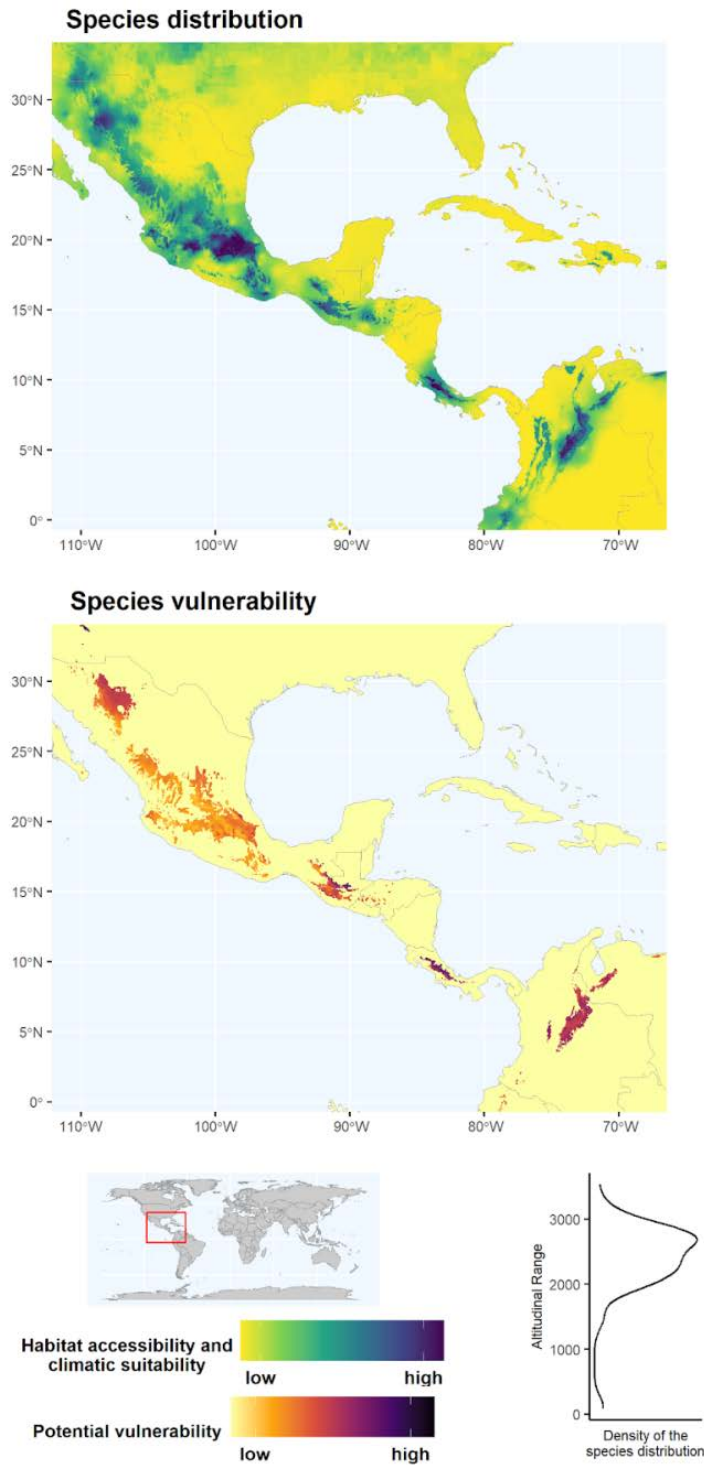 Species distribution
30°N
25°N
20°N
15°N
10°N
5°N
0°
110°W
100°W
90°W
80°W
70°W
Species vulnerability
30°N
25°N
20°N
15°N
10°N
5°N
0°
110°W
100°W
90°W
80°W
70°W
Habitat accessibility and
climatic suitability
low
high
Potential vulnerability
low
high
Altitudinal Range
3000
2000
1000
0
Density of the
species distribution